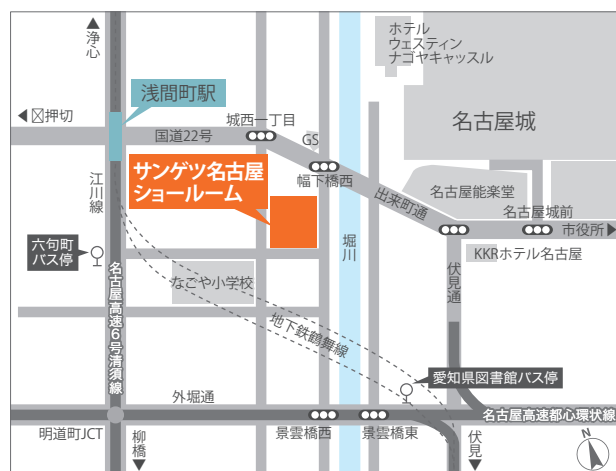 浄心
ホテル
ウェスティン
ナゴヤキャッスル
浅間町駅
押切
国道22号
城西一丁目
GS
名古屋城
サンゲツ名古屋
ショールーム
幅下橋西
出来町通
名古屋能楽堂
名古屋城前
市役所
江川線
六句町
バス停
堀川
KKRホテル名古屋
伏見通
なごや小学校
名古屋高速6号清須線
地下鉄鶴舞線
愛知県図書館バス停
外堀通
名古屋高速都心環状線
明道町JCT
柳橋
景雲橋西
景雲橋東
伏見
N